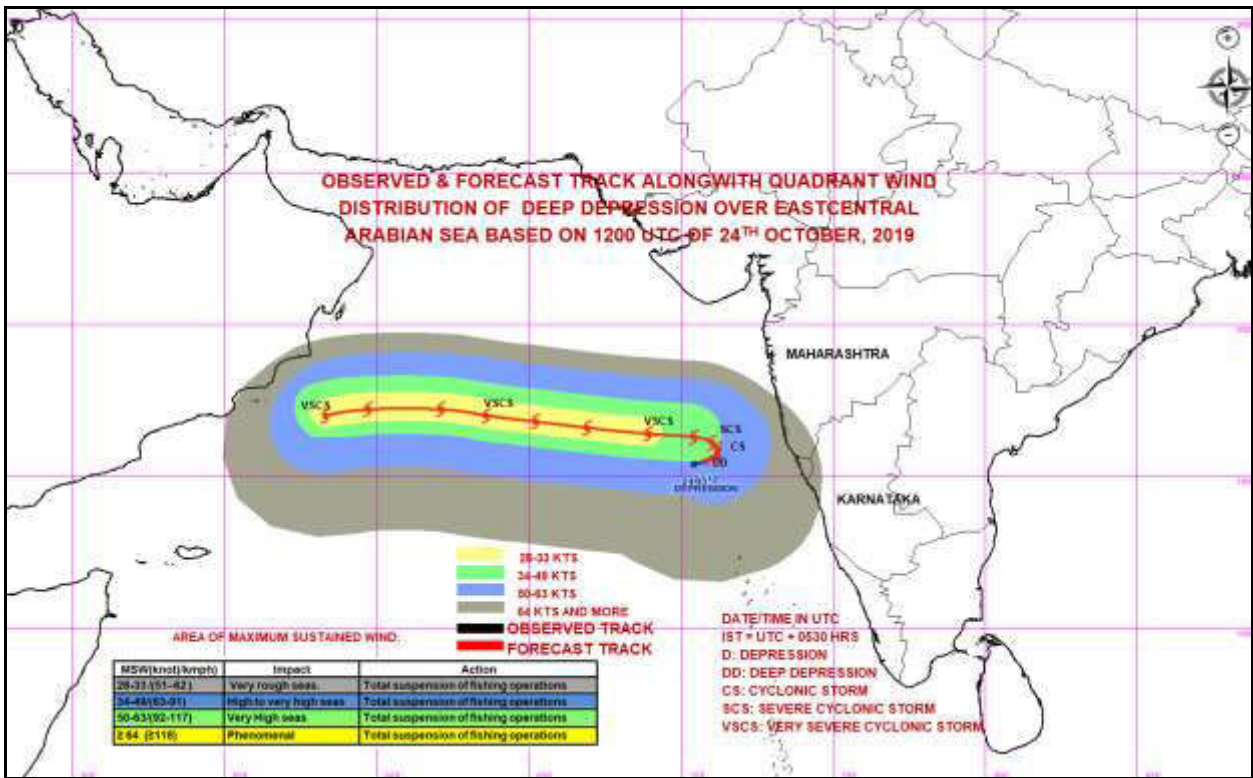 OBSERVED & FORECAST TRACK ALONGWITH QUADRANT WIND
DISTRIBUTION OF DEEP DEPRESSION OVER EASTCENTRAL
ARABIAN SEA BASED ON 1200 UTC OF 24TH OCTOBER, 2019
MAHARASHTRA
VSCS
VSCS
VSCS
SCS
CS
DD
DEPRESSION
KARNATAKA
28-33 KTS
34-49 KTS
50-63 KTS
64 KTS AND MORE
OBSERVED TRACK
FORECAST TRACK
AREA OF MAXIMUM SUSTAINED WIND:
DATE/TIME IN UTC
IST = UTC + 0530 HRS
D: DEPRESSION
DD: DEEP DEPRESSION
CS: CYCLONIC STORM
SCS: SEVERE CYCLONIC STORM
VSCS: VERY SEVERE CYCLONIC STORM
MSW(knot)/kmph) Impact Action
28-33 (51-62) Very rough seas. Total suspension of fishing operations
34-49/(63-91) High to very high seas Total suspension of fishing operations
50-63/(92-117) Very High seas Total suspension of fishing operations
≥ 64 (≥118) Phenomenal Total suspension of fishing operations